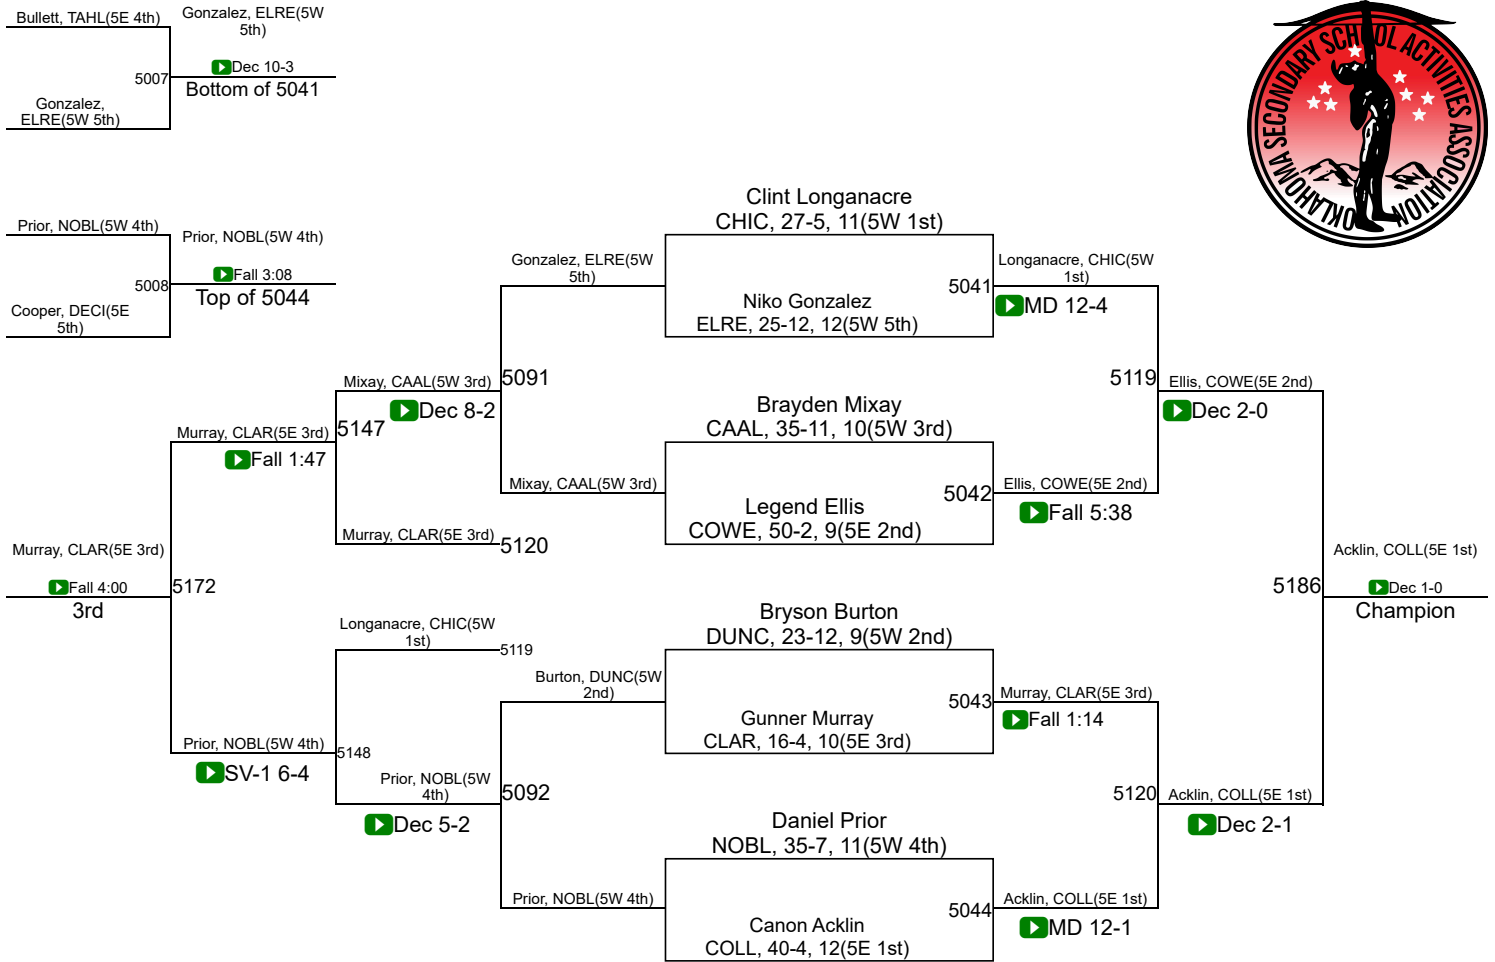 Bullett, TAHL(5E 4th)
Gonzalez, ELRE(5W
5th)
5007
Dec 10-3
Bottom of 5041
Gonzalez,
ELRE(5W 5th)
OKLAHOMA SECONDARY SCHOOL ACTIVITIES ASSOCIATION
Prior, NOBL(5W 4th)
Prior, NOBL(5W 4th)
5008
Fall 3:08
Top of 5044
Cooper, DECI(5E
5th)
Clint Longanacre
CHIC, 27-5, 11(5W 1st)
Gonzalez, ELRE(5W
5th)
5041
Niko Gonzalez
ELRE, 25-12, 12(5W 5th)
Longanacre, CHIC(5W
1st)
MD 12-4
Mixay, CAAL(5W 3rd)
5091
Dec 8-2
Brayden Mixay
CAAL, 35-11, 10(5W 3rd)
5119
Ellis, COWE(5E 2nd)
Dec 2-0
Murray, CLAR(5E 3rd)
5147
Fall 1:47
Mixay, CAAL(5W 3rd)
5042
Legend Ellis
COWE, 50-2, 9(5E 2nd)
Ellis, COWE(5E 2nd)
Fall 5:38
Murray, CLAR(5E 3rd)
5120
Murray, CLAR(5E 3rd)
Fall 4:00
3rd
5172
5186
Acklin, COLL(5E 1st)
Dec 1-0
Champion
Longanacre, CHIC(5W
1st)
5119
Bryson Burton
DUNC, 23-12, 9(5W 2nd)
Burton, DUNC(5W
2nd)
5043
Gunner Murray
CLAR, 16-4, 10(5E 3rd)
Murray, CLAR(5E 3rd)
Fall 1:14
Prior, NOBL(5W 4th)
5148
SV-1 6-4
Prior, NOBL(5W
4th)
5092
Dec 5-2
Daniel Prior
NOBL, 35-7, 11(5W 4th)
5120
Acklin, COLL(5E 1st)
Dec 2-1
Prior, NOBL(5W 4th)
5044
Canon Acklin
COLL, 40-4, 12(5E 1st)
Acklin, COLL(5E 1st)
MD 12-1